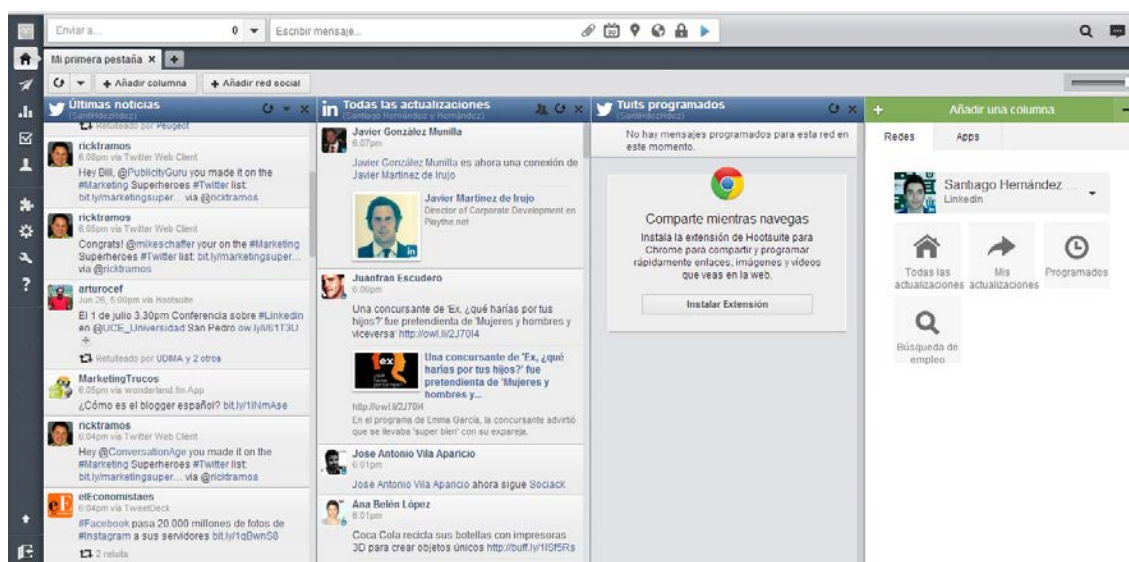 Enviar a...
0
Escribir mensaje...
Mi primera pestaña
Añadir columna
Añadir red social
Últimas noticias
(SantiHdezHdez)
Retuiteado por Peugeot
ricktramos
6:08pm via Twitter Web Client
Hey Bill, @PublicityGuru you made it on the
#Marketing Superheroes #Twitter list:
bit.ly/marketingsuper... via @ricktramos
ricktramos
6:05pm via Twitter Web Client
Congrats! @mikeschaffer your on the #Marketing
Superheroes #Twitter list: bit.ly/marketingsuper...
via @ricktramos
arturocef
Jun 26, 5:00pm via Hootsuite
El 1 de julio 3.30pm Conferencia sobre #Linkedin
en @UCE_Universidad San Pedro
Retuiteado por UDMA y 2 otros
MarketingTrucos
6:05pm via wonderland.fm App
¿Cómo es el blogger español? bit.ly/1iNmAse
ricktramos
6:04pm via Twitter Web Client
Hey @ConversationAge you made it on the
#Marketing Superheroes #Twitter list:
bit.ly/marketingsuper... via @ricktramos
elEconomistaes
6:04pm via TweetDeck
#Facebook pasa 20.000 millones de fotos de
#Instagram a sus servidores bit.ly/1qBwnS8
2 retuits
Todas las actualizaciones
(Santiago Hernández y Hernández)
Javier González Munilla
6:07pm
Javier González Munilla es ahora una conexión de
Javier Martínez de Irujo
Javier Martínez de Irujo
Director of Corporate Development en
Playthe.net
Juanfran Escudero
6:06pm
Una concursante de 'Ex, ¿qué harías por tus
hijos?' fue pretendienta de 'Mujeres y hombres y
viceversa' http://owl.li/2J70I4
Una concursante de 'Ex, ¿qué
harías por tus hijos?' fue
pretendienta de 'Mujeres y
hombres y...
http://owl.li/2J70I4
En el programa de Emma García, la concursante advirtió
que se llevaba 'super bien' con su expareja.
Jose Antonio Vila Aparicio
6:01pm
Jose Antonio Vila Aparicio ahora sigue Sociack
Ana Belén López
6:01pm
Coca Cola recicla sus botellas con impresoras
3D para crear objetos únicos http://buff.ly/1lSf5Rs
Tuits programados
(SantiHdezHdez)
No hay mensajes programados para esta red en
este momento.
Comparte mientras navegas
Instala la extensión de Hootsuite para
Chrome para compartir y programar
rápidamente enlaces, imágenes y vídeos
que veas en la web.
Instalar Extensión
Añadir una columna
Redes
Apps
Santiago Hernández ...
LinkedIn
Todas las
actualizaciones
Mis
actualizaciones
Programados
Búsqueda de
empleo